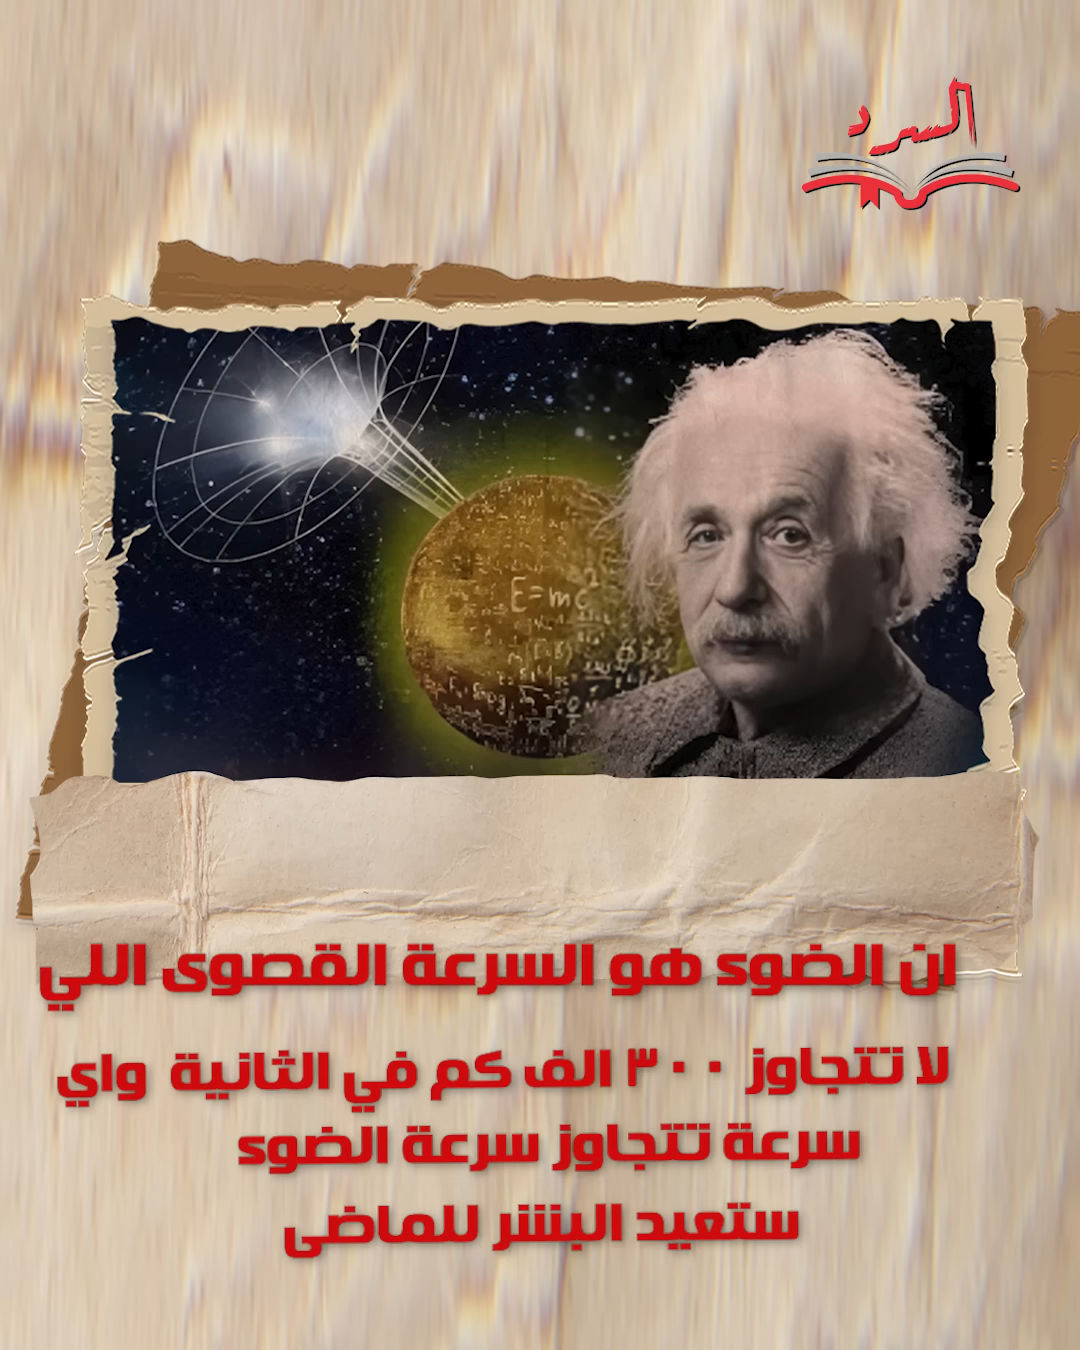 السرد
E=mc²
ان الضوء هو السرعة القصوى اللي
لا تتجاوز ٣٠٠ الف كم في الثانية واي
سرعة تتجاوز سرعة الضوء
ستعيد البشر للماضى